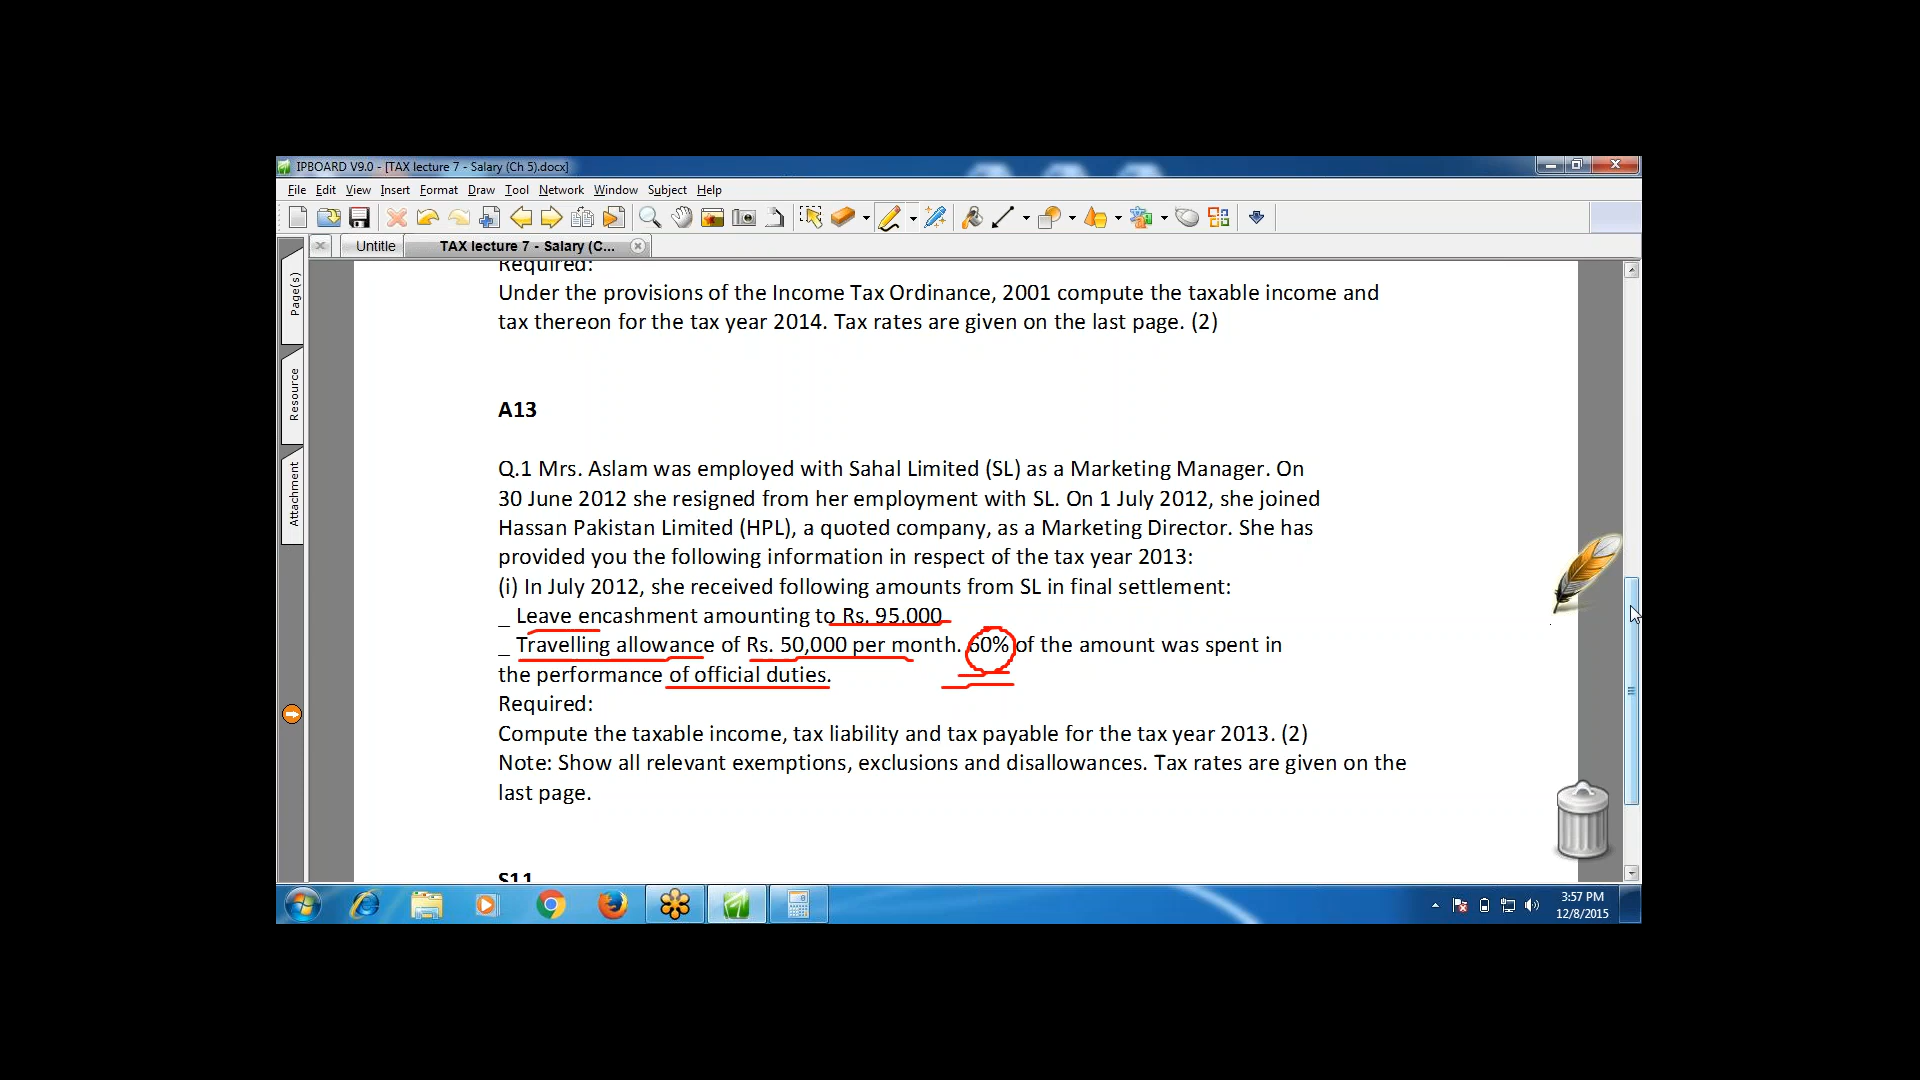 IPBOARD V9.0 - [TAX lecture 7 - Salary (Ch 5).docx]
File Edit View Insert Format Draw Tool Network Window Subject Help
Untitle TAX lecture 7 - Salary (C...
Page(s)
Resource
Attachment
Required:
Under the provisions of the Income Tax Ordinance, 2001 compute the taxable income and
tax thereon for the tax year 2014. Tax rates are given on the last page. (2)
A13
Q.1 Mrs. Aslam was employed with Sahal Limited (SL) as a Marketing Manager. On
30 June 2012 she resigned from her employment with SL. On 1 July 2012, she joined
Hassan Pakistan Limited (HPL), a quoted company, as a Marketing Director. She has
provided you the following information in respect of the tax year 2013:
(i) In July 2012, she received following amounts from SL in final settlement:
_ Leave encashment amounting to Rs. 95,000
_ Travelling allowance of Rs. 50,000 per month. 60% of the amount was spent in
the performance of official duties.
Required:
Compute the taxable income, tax liability and tax payable for the tax year 2013. (2)
Note: Show all relevant exemptions, exclusions and disallowances. Tax rates are given on the
last page.
S11
3:57 PM
12/8/2015